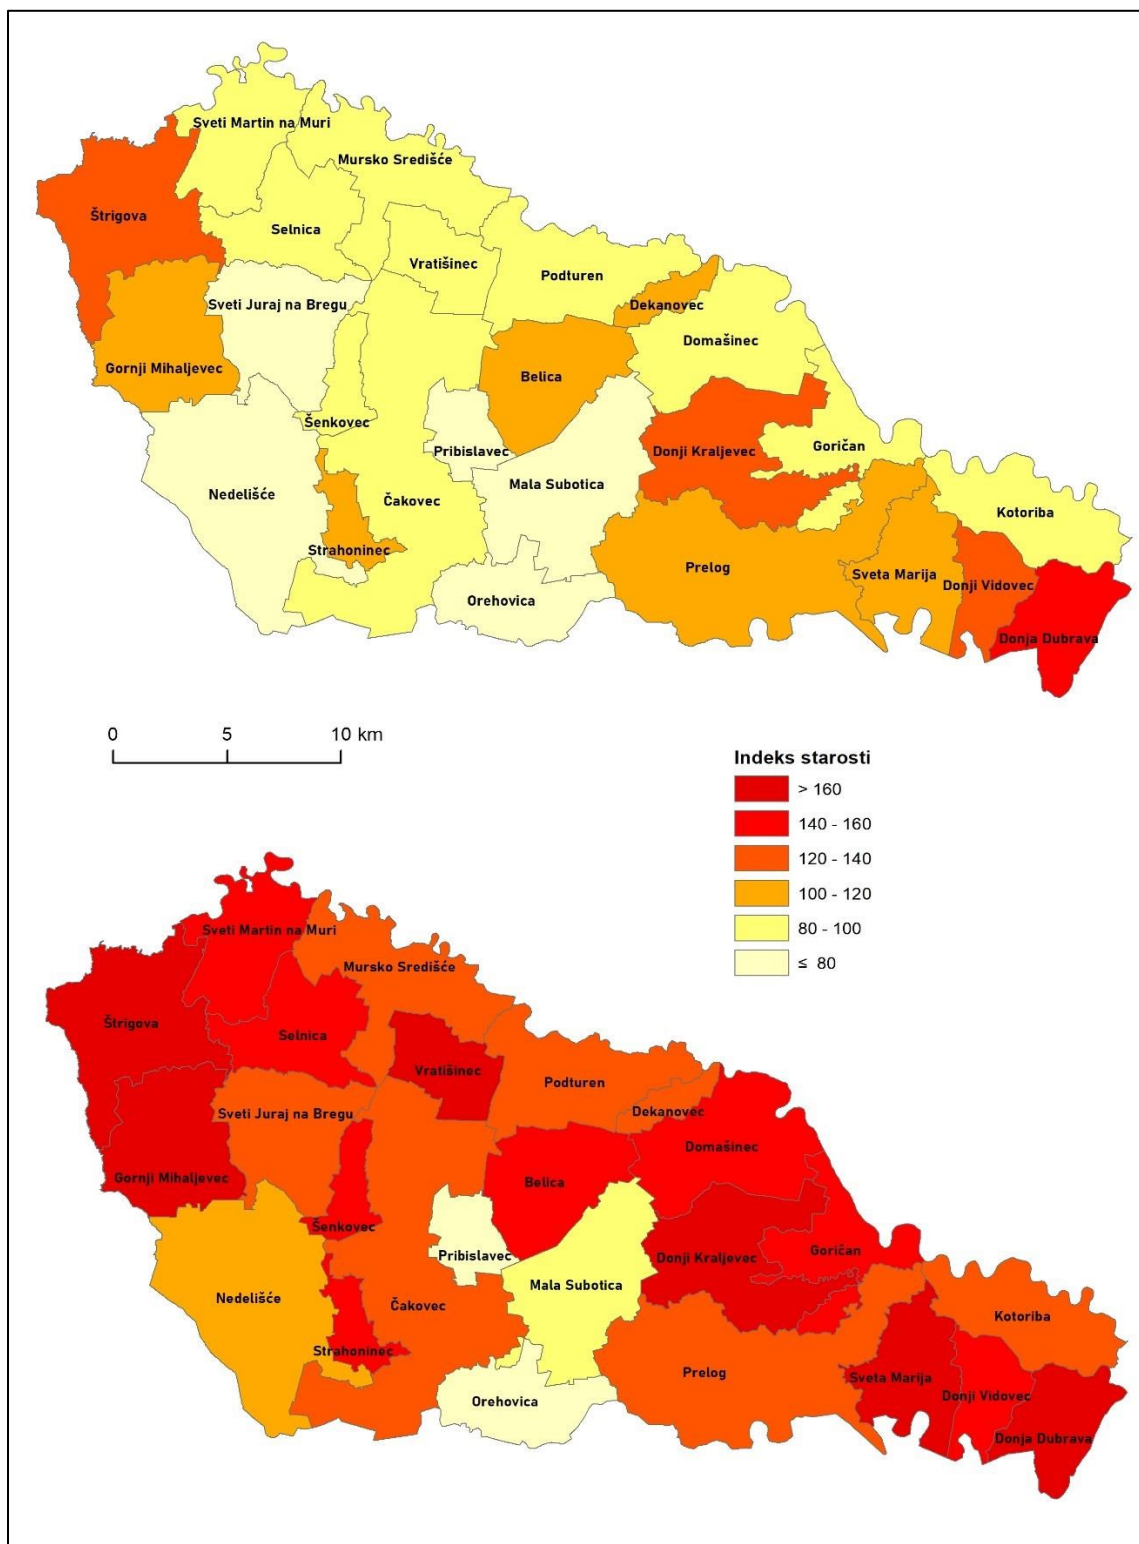 Sveti Martin na Muri
Mursko Središće
Štrigova
Selnica
Vratišinec
Podturen
Sveti Juraj na Bregu
Dekanovec
Domašinec
Gornji Mihaljevec
Belica
Šenkovec
Pribislavec
Donji Kraljevec
Goričan
Nedelišće
Čakovec
Mala Subotica
Kotoriba
Strahoninec
Prelog
Sveta Marija
Donji Vidovec
Orehovica
Donja Dubrava
0 5 10 km
Indeks starosti
> 160
140 - 160
120 - 140
100 - 120
80 - 100
≤ 80
Sveti Martin na Muri
Mursko Središće
Štrigova
Selnica
Vratišinec
Podturen
Sveti Juraj na Bregu
Dekanovec
Domašinec
Gornji Mihaljevec
Belica
Šenkovec
Pribislavec
Donji Kraljevec
Goričan
Nedelišće
Čakovec
Mala Subotica
Kotoriba
Strahoninec
Prelog
Sveta Marija
Donji Vidovec
Orehovica
Donja Dubrava